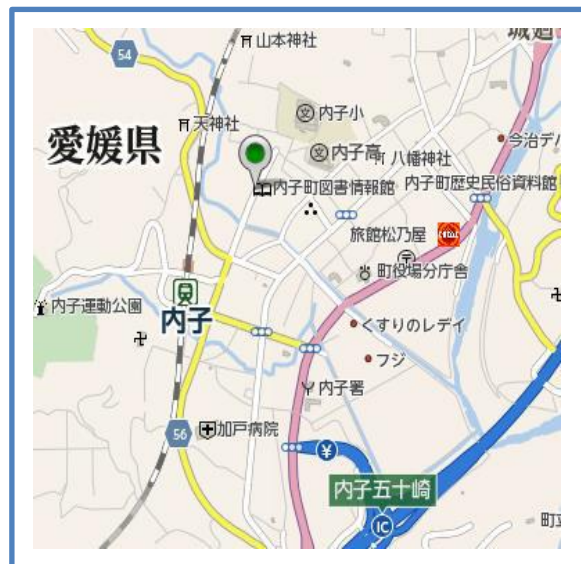 山本神社
54
内子小
天神社
愛媛県
内子高
八幡神社
今治デパ
内子町図書情報館
内子町歴史民俗資料館
旅館松乃屋
町役場分庁舎
内子運動公園
内子
くすりのレデイ
フジ
内子署
56
加戸病院
¥
内子五十崎
IC
町立